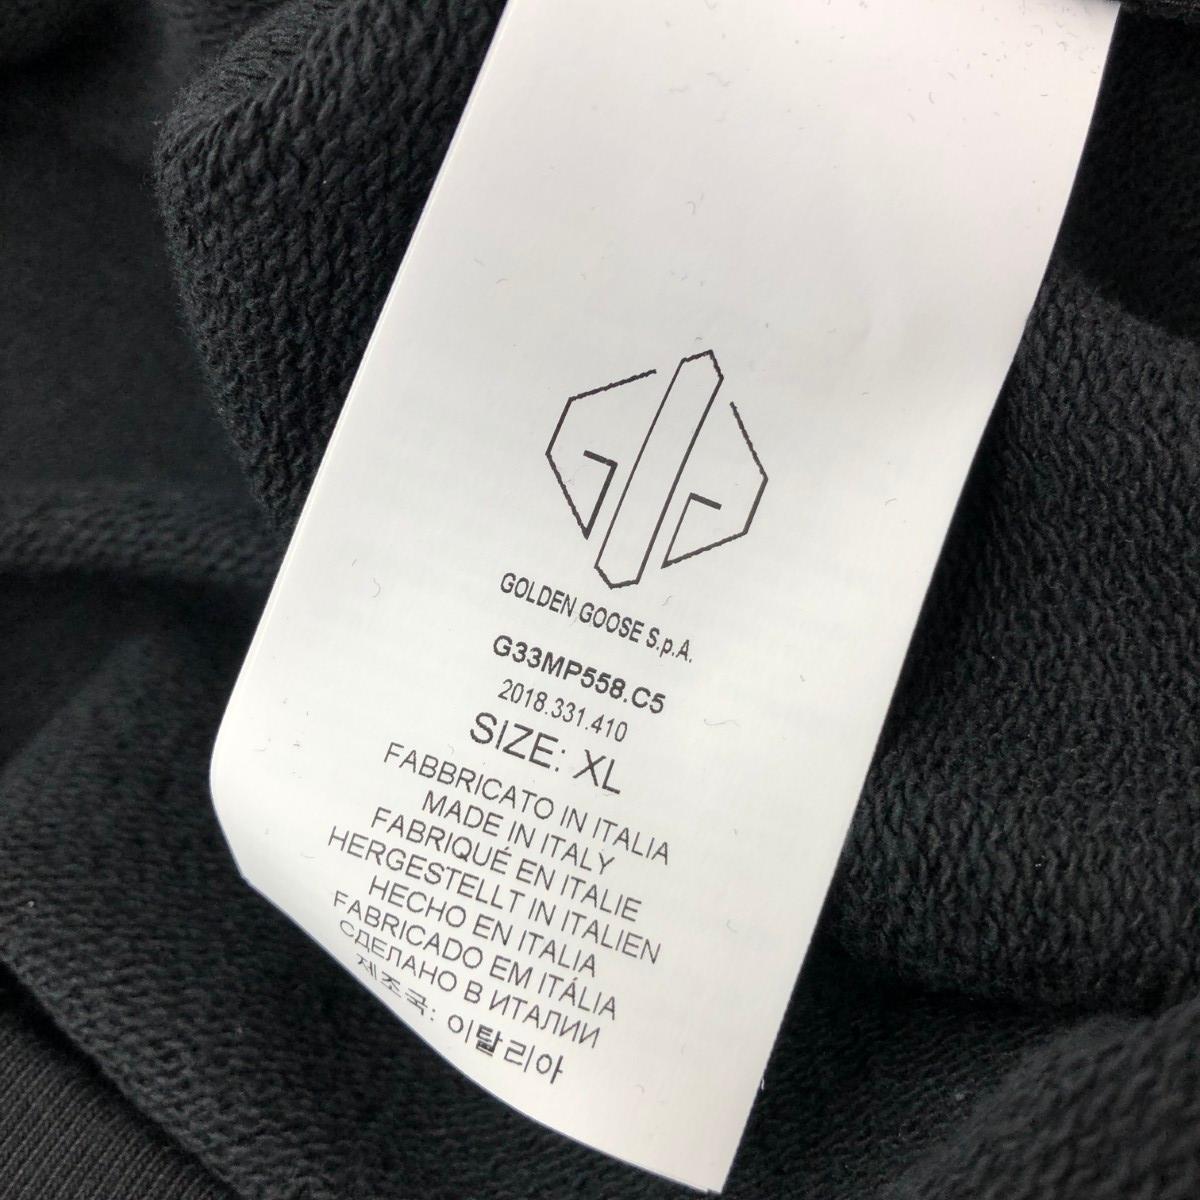 GOLDEN GOOSE S.p.A.
G33MP558.C5
2018.331.410
SIZE: XL
FABBRICATO IN ITALIA
MADE IN ITALY
FABRIQUÉ EN ITALIE
HERGESTELLT IN ITALIEN
HECHO EN ITALIA
FABRICADO EM ITÁLIA
СДЕЛАНО В ИТАЛИИ
제조국: 이탈리아